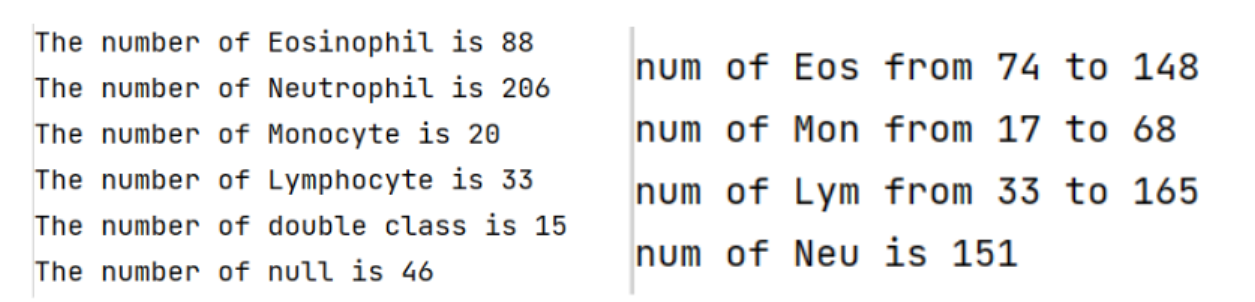 The number of Eosinophil is 88
The number of Neutrophil is 206
The number of Monocyte is 20
The number of Lymphocyte is 33
The number of double class is 15
The number of null is 46
num of Eos from 74 to 148
num of Mon from 17 to 68
num of Lym from 33 to 165
num of Neu is 151